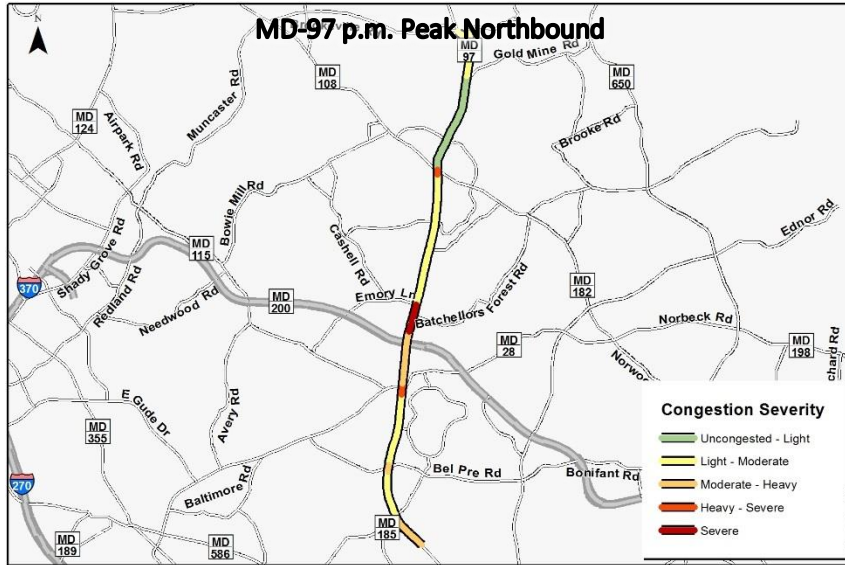 MD-97 p.m. Peak Northbound
N
MD
97
Gold Mine Rd
MD
108
MD
650
Muncaster Rd
MD
124
Airpark Rd
Brooke Rd
Bowie Mill Rd
Ednor Rd
Cashell Rd
Shady Grove Rd
MD
115
Redland Rd
370
Needwood Rd
MD
200
Emory Ln
Batchellors Forest Rd
MD
182
Norbeck Rd
MD
28
MD
198
E Gude Dr
Avery Rd
MD
355
Bel Pre Rd
Bonifant Rd
270
Baltimore Rd
MD
185
MD
189
MD
586
Congestion Severity
Uncongested - Light
Light - Moderate
Moderate - Heavy
Heavy - Severe
Severe